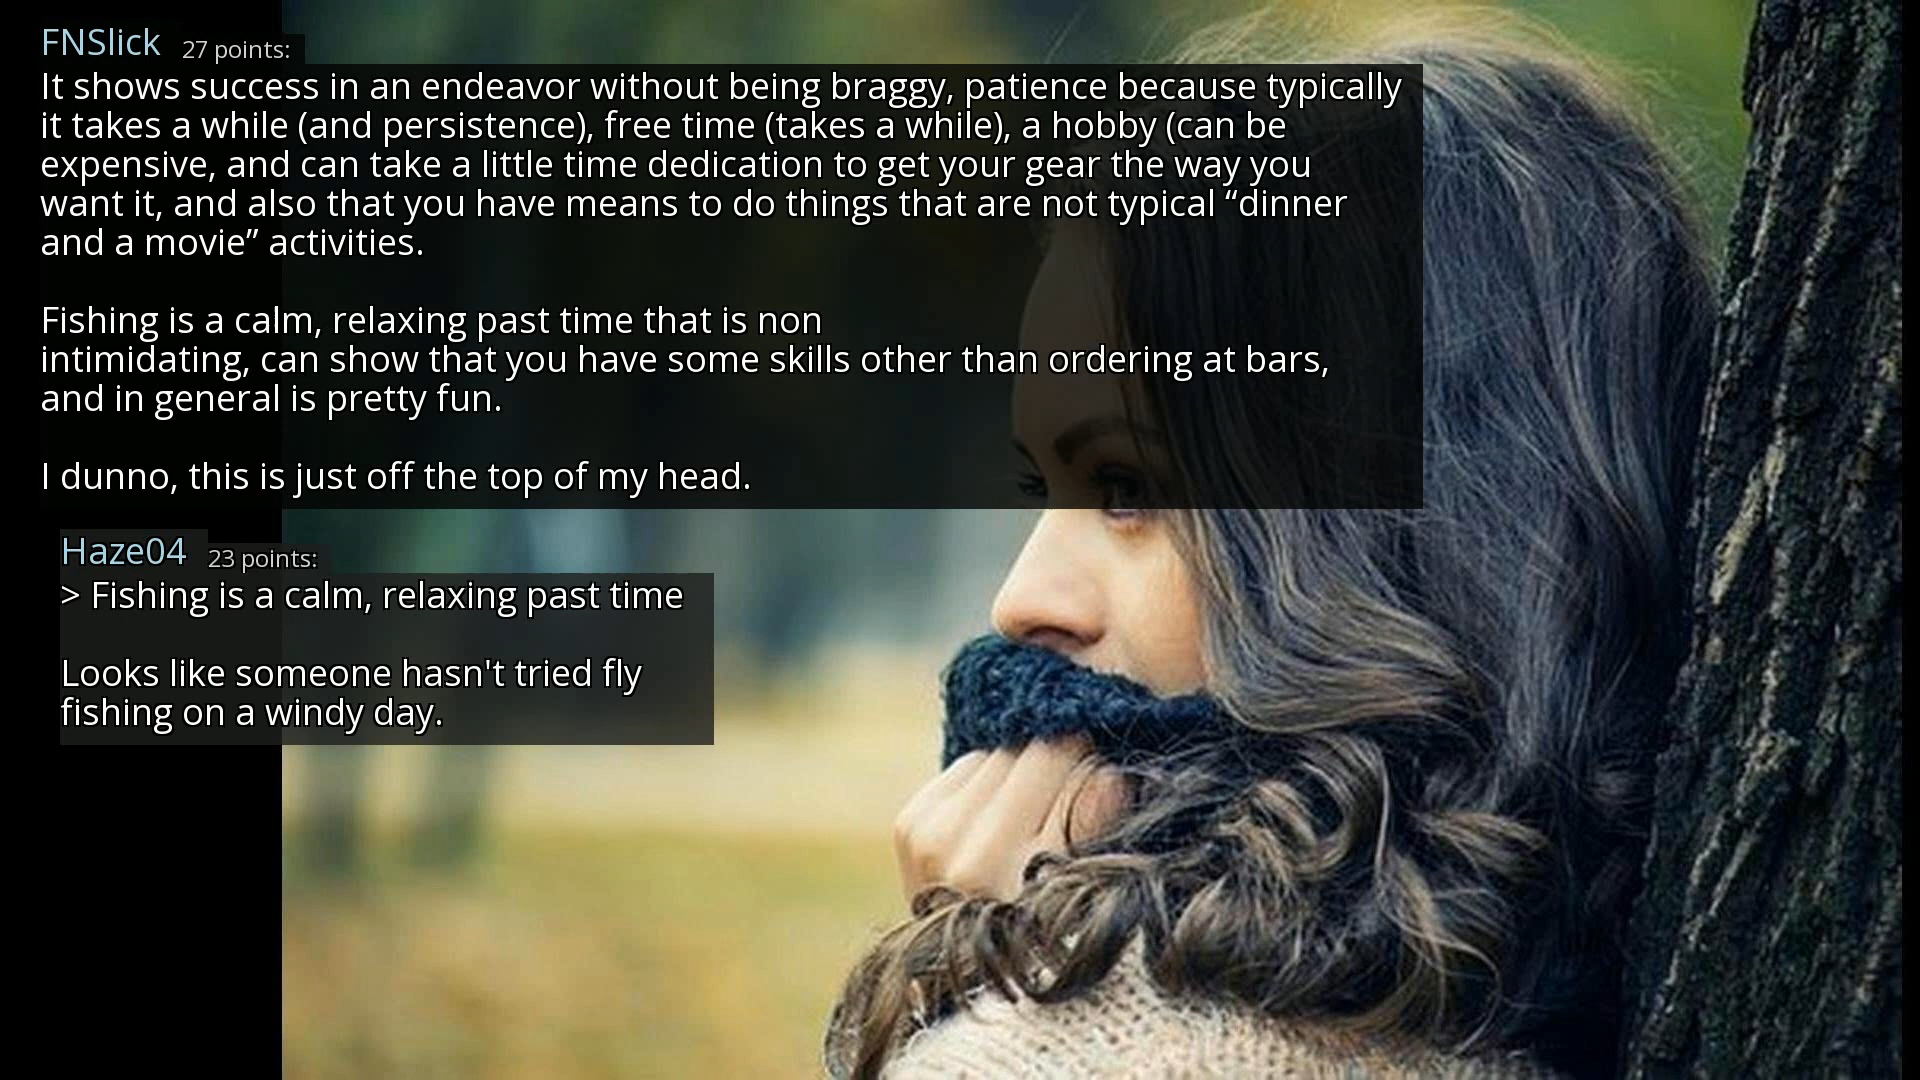 FNSlick 27 points:
It shows success in an endeavor without being braggy, patience because typically
it takes a while (and persistence), free time (takes a while), a hobby (can be
expensive, and can take a little time dedication to get your gear the way you
want it, and also that you have means to do things that are not typical “dinner
and a movie” activities.
Fishing is a calm, relaxing past time that is non
intimidating, can show that you have some skills other than ordering at bars,
and in general is pretty fun.
I dunno, this is just off the top of my head.
Haze04 23 points:
> Fishing is a calm, relaxing past time
Looks like someone hasn't tried fly
fishing on a windy day.